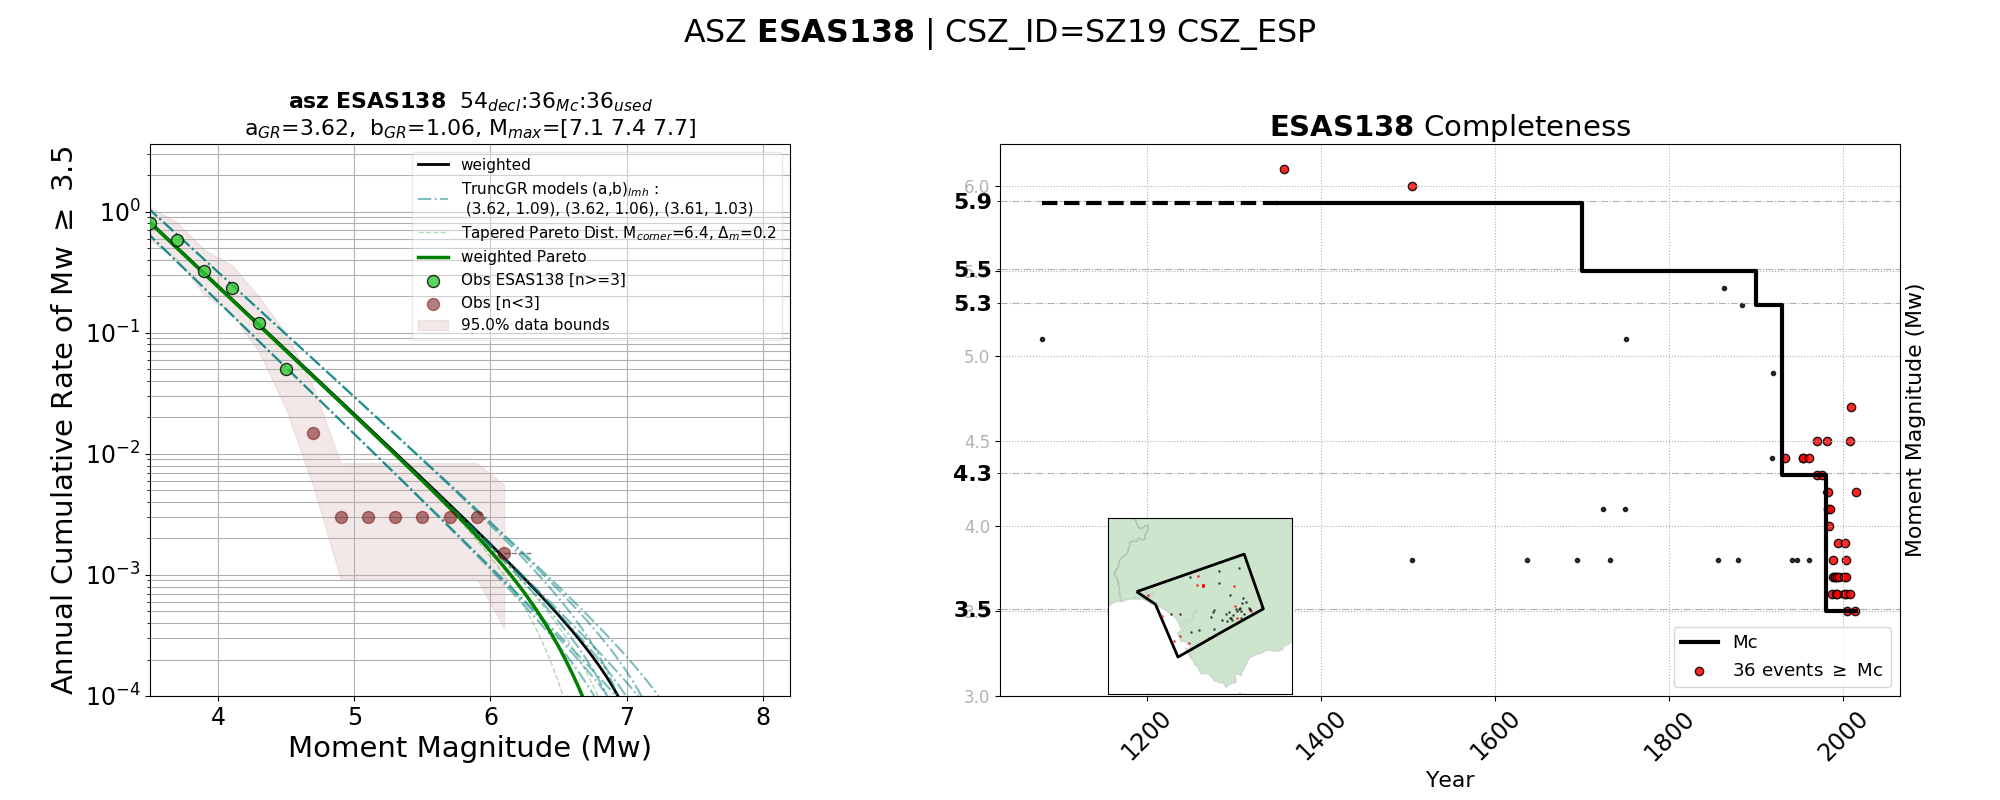 ASZ ESAS138 | CSZ_ID=SZ19 CSZ_ESP
asz ESAS138 54decl:36Mc:36used
aGR=3.62, bGR=1.06, Mmax=[7.1 7.4 7.7]
Annual Cumulative Rate of Mw ≥ 3.5
10^0
10^−1
10^−2
10^−3
10^−4
weighted
TruncGR models (a,b)lmh :
(3.62, 1.09), (3.62, 1.06), (3.61, 1.03)
Tapered Pareto Dist. Mcorner=6.4, Δm=0.2
weighted Pareto
Obs ESAS138 [n>=3]
Obs [n<3]
95.0% data bounds
4 5 6 7 8
Moment Magnitude (Mw)
ESAS138 Completeness
6.0
5.9
5.5
5.3
5.0
4.5
4.3
4.0
3.5
3.0
Mc
36 events ≥ Mc
1200 1400 1600 1800 2000
Year
Moment Magnitude (Mw)